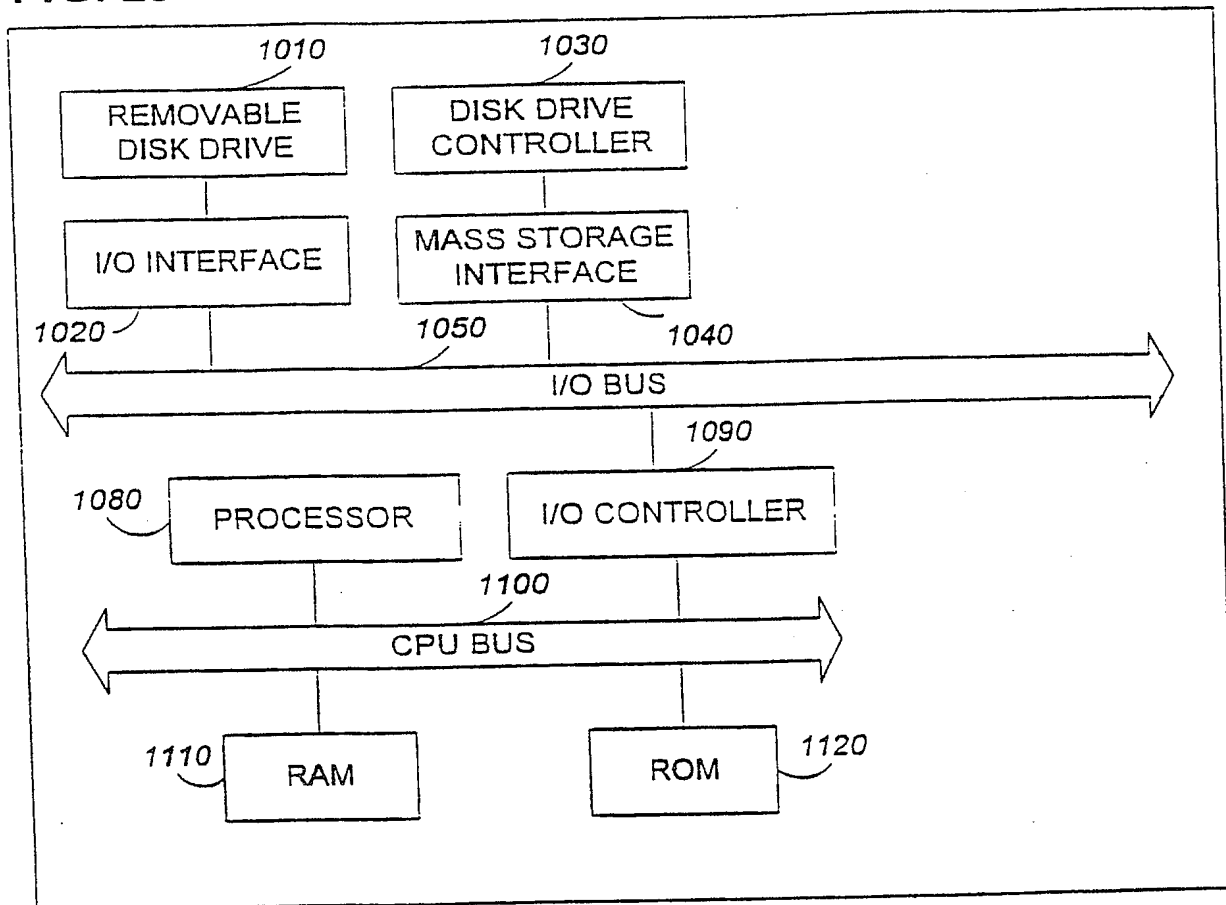 1010
1030
REMOVABLE
DISK DRIVE
DISK DRIVE
CONTROLLER
I/O INTERFACE
MASS STORAGE
INTERFACE
1020
1050
1040
I/O BUS
1090
1080
PROCESSOR
I/O CONTROLLER
1100
CPU BUS
1110
RAM
ROM
1120